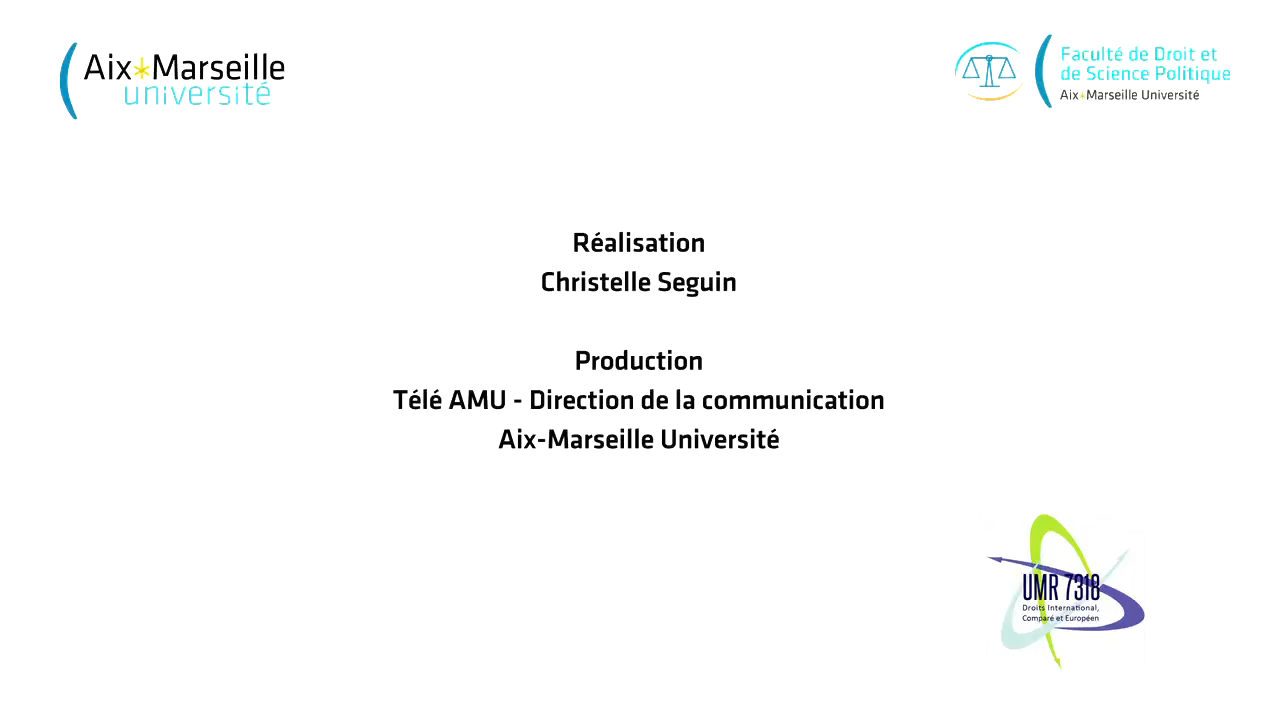 Aix*Marseille
université
Faculté de Droit et
de Science Politique
Aix*Marseille Université
Réalisation
Christelle Seguin
Production
Télé AMU - Direction de la communication
Aix-Marseille Université
UMR 7318
Droits International,
Comparé et Européen